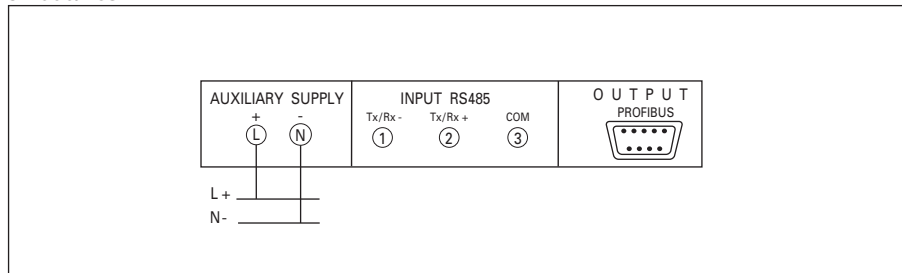 AUXILIARY SUPPLY INPUT RS485 O U T P U T
+ - Tx/Rx - Tx/Rx + COM PROFIBUS
L N 1 2 3
L +
N -